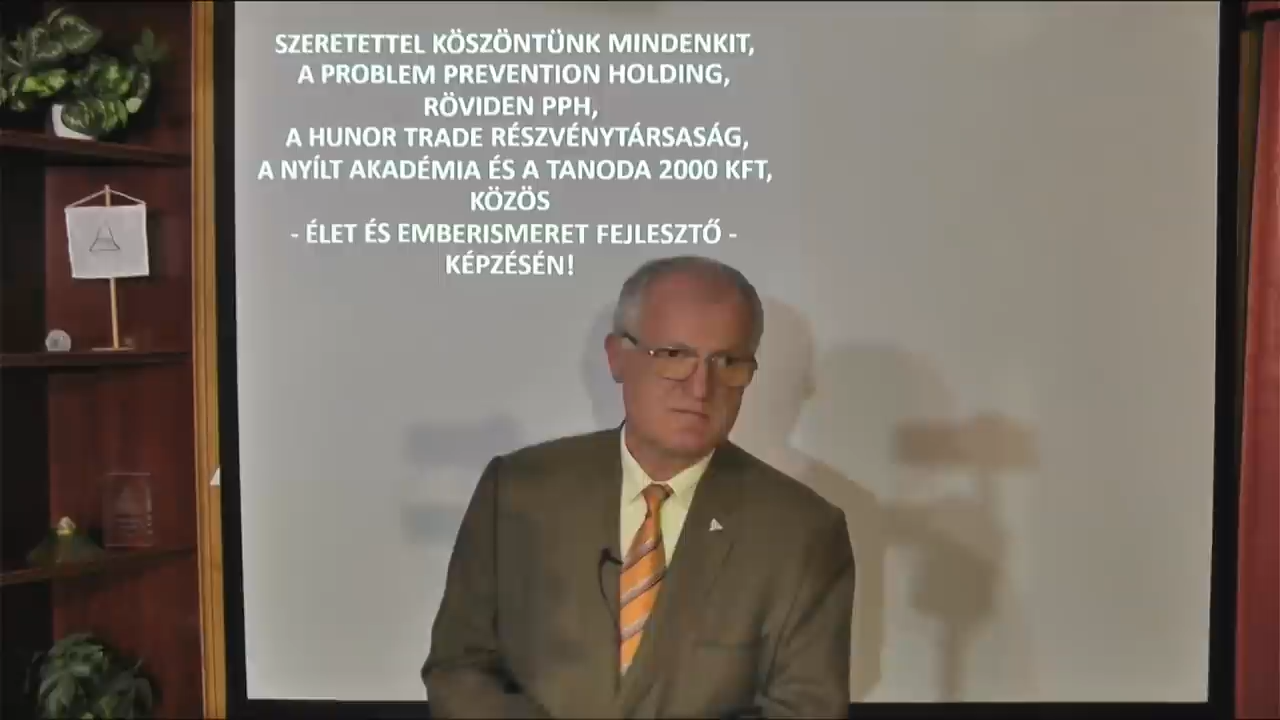 SZERETETTEL KÖSZÖNTÜNK MINDENKIT,
A PROBLEM PREVENTION HOLDING,
RÖVIDEN PPH,
A HUNOR TRADE RÉSZVÉNYTÁRSASÁG,
A NYÍLT AKADÉMIA ÉS A TANODA 2000 KFT,
KÖZÖS
- ÉLET ÉS EMBERISMERET FEJLESZTŐ -
KÉPZÉSÉN!